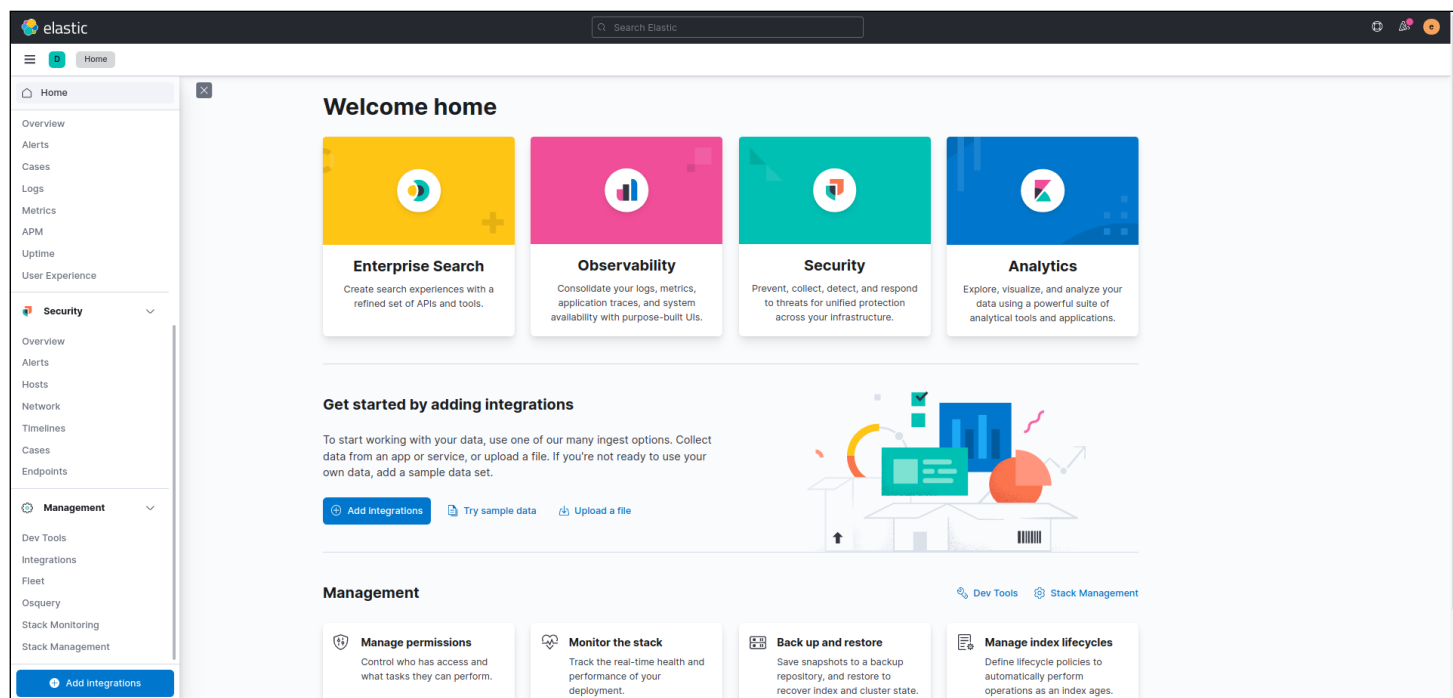 elastic
Search Elastic
e
D
Home
Home
Overview
Alerts
Cases
Logs
Metrics
APM
Uptime
User Experience
Security
Overview
Alerts
Hosts
Network
Timelines
Cases
Endpoints
Management
Dev Tools
Integrations
Fleet
Osquery
Stack Monitoring
Stack Management
Add integrations
Welcome home
Enterprise Search
Create search experiences with a
refined set of APIs and tools.
Observability
Consolidate your logs, metrics,
application traces, and system
availability with purpose-built UIs.
Security
Prevent, collect, detect, and respond
to threats for unified protection
across your infrastructure.
Analytics
Explore, visualize, and analyze your
data using a powerful suite of
analytical tools and applications.
Get started by adding integrations
To start working with your data, use one of our many ingest options. Collect
data from an app or service, or upload a file. If you're not ready to use your
own data, add a sample data set.
Add integrations
Try sample data
Upload a file
Management
Dev Tools
Stack Management
Manage permissions
Control who has access and
what tasks they can perform.
Monitor the stack
Track the real-time health and
performance of your
deployment.
Back up and restore
Save snapshots to a backup
repository, and restore to
recover index and cluster state.
Manage index lifecycles
Define lifecycle policies to
automatically perform
operations as an index ages.